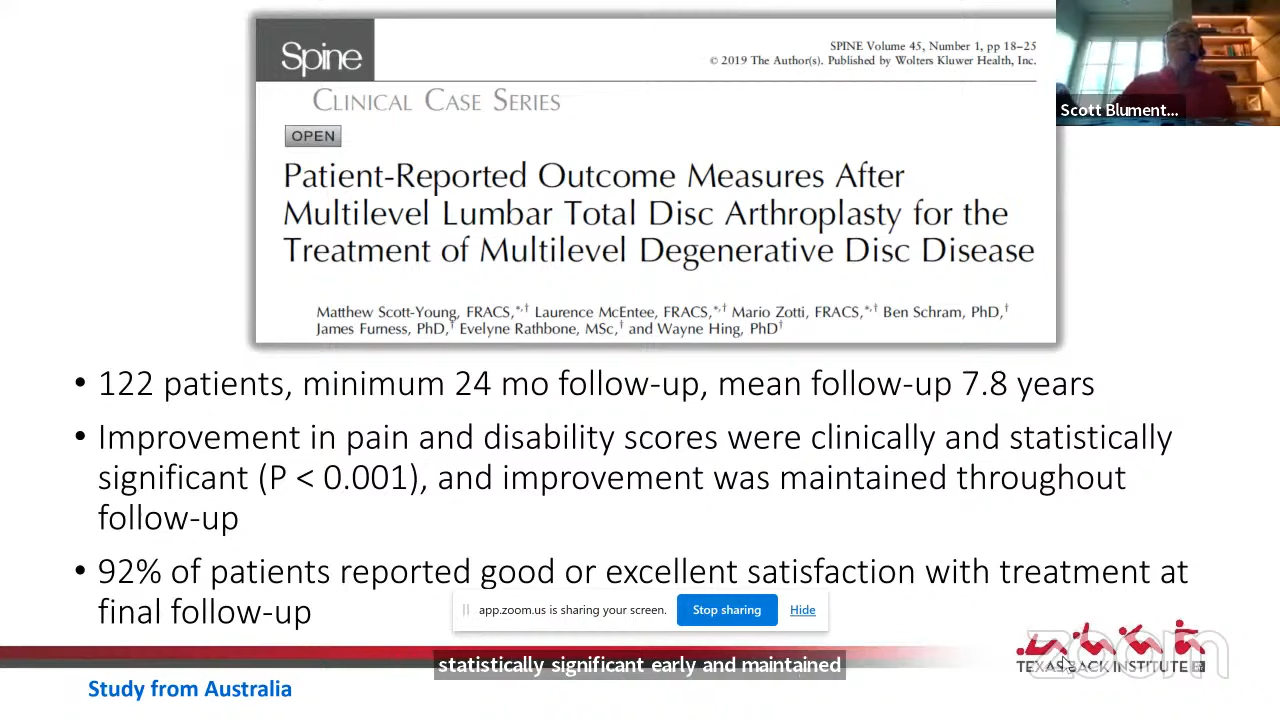 Spine
SPINE Volume 45, Number 1, pp 18–25
© 2019 The Author(s). Published by Wolters Kluwer Health, Inc.
CLINICAL CASE SERIES
OPEN
Patient-Reported Outcome Measures After
Multilevel Lumbar Total Disc Arthroplasty for the
Treatment of Multilevel Degenerative Disc Disease
Matthew Scott-Young, FRACS,*,† Laurence McEntee, FRACS,*,† Mario Zotti, FRACS,*,† Ben Schram, PhD,†
James Furness, PhD,† Evelyne Rathbone, MSc,† and Wayne Hing, PhD†
Scott Blument...
• 122 patients, minimum 24 mo follow-up, mean follow-up 7.8 years
• Improvement in pain and disability scores were clinically and statistically
significant (P < 0.001), and improvement was maintained throughout
follow-up
• 92% of patients reported good or excellent satisfaction with treatment at
final follow-up
app.zoom.us is sharing your screen.
Stop sharing
Hide
statistically significant early and maintained
zoom
TEXAS BACK INSTITUTE
Study from Australia